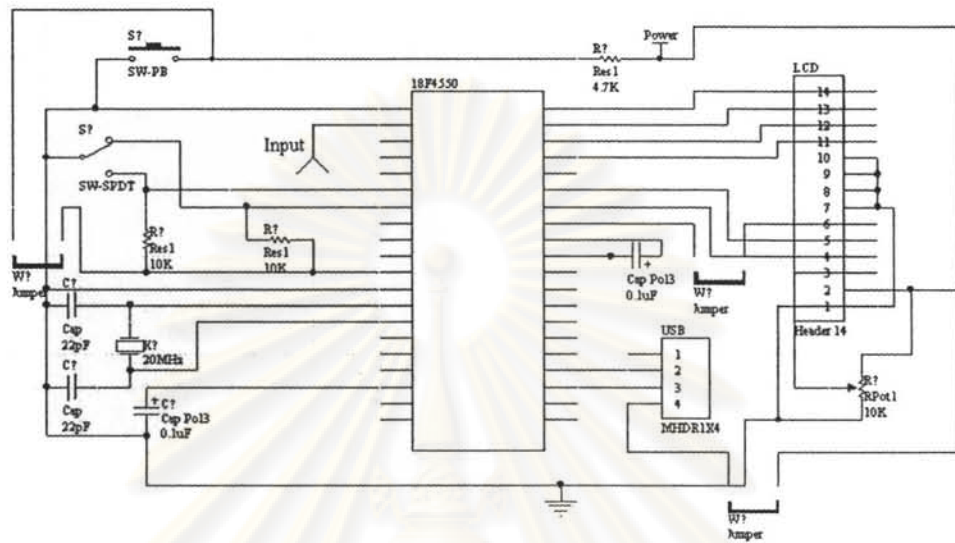 S?
SW-PB
R?
Res1
4.7K
Power
18F4550
LCD
14
13
12
11
10
9
8
7
6
5
4
3
2
1
Header 14
S?
SW-SPDT
Input
R?
Res1
10K
R?
Res1
10K
W?
Jumper
C?
Cap
22pF
X?
20MHz
C?
Cap
22pF
C?
Cap Pol3
0.1uF
Cap Pol3
0.1uF
W?
Jumper
USB
1
2
3
4
MHDR1X4
R?
RPot1
10K
W?
Jumper